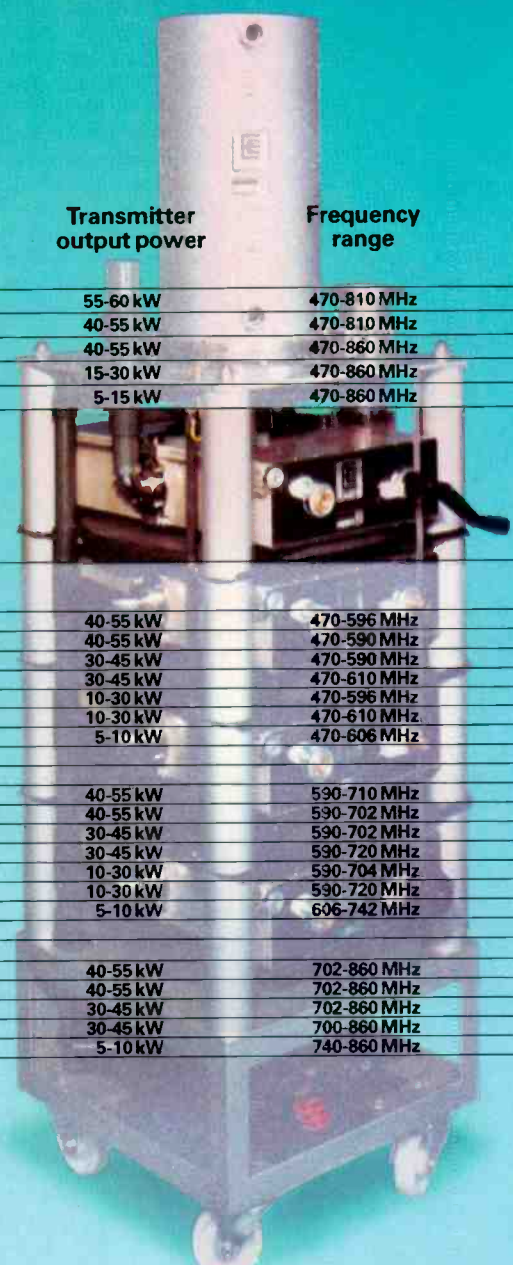 Transmitter output power Frequency range
55-60 kW 470-810 MHz
40-55 kW 470-810 MHz
40-55 kW 470-860 MHz
15-30 kW 470-860 MHz
5-15 kW 470-860 MHz
40-55 kW 470-596 MHz
40-55 kW 470-590 MHz
30-45 kW 470-590 MHz
30-45 kW 470-610 MHz
10-30 kW 470-596 MHz
10-30 kW 470-610 MHz
5-10 kW 470-606 MHz
40-55 kW 590-710 MHz
40-55 kW 590-702 MHz
30-45 kW 590-702 MHz
30-45 kW 590-720 MHz
10-30 kW 590-704 MHz
10-30 kW 590-720 MHz
5-10 kW 606-742 MHz
40-55 kW 702-860 MHz
40-55 kW 702-860 MHz
30-45 kW 702-860 MHz
30-45 kW 700-860 MHz
5-10 kW 740-860 MHz